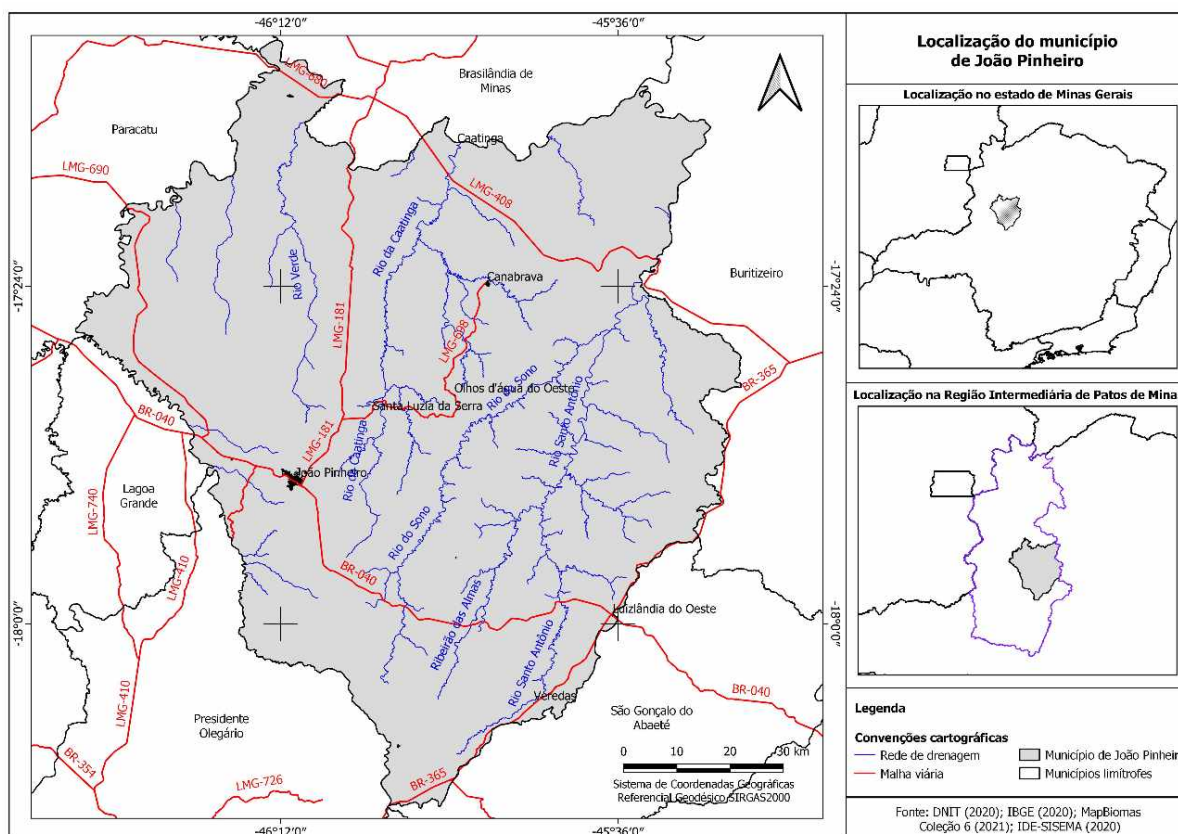 -46°12'0"
-45°36'0"
LMG-680
Brasilândia de
Minas
Paracatu
Caatinga
LMG-690
LMG-408
Rio da Caatinga
Rio Verde
-17°24'0"
Canabrava
Buritizeiro
-17°24'0"
LMG-181
LMG-698
BR-365
Olhos d'água do Oeste
Rio do Sono
Santa Luzia da Serra
Rio Santo Antônio
BR-040
LMG-181
João Pinheiro
Rio da Caatinga
Lagoa
Grande
LMG-740
LMG-410
Rio do Sono
BR-040
Ribeirão das Almas
Luizlândia do Oeste
-18°0'0"
-18°0'0"
Rio Santo Antônio
Veredas
BR-040
LMG-410
Presidente
Olegário
São Gonçalo do
Abaeté
BR-354
LMG-726
BR-365
0 10 20 30 km
Sistema de Coordenadas Geográficas
Referencial Geodésico SIRGAS2000
-46°12'0"
-45°36'0"
Localização do município
de João Pinheiro
Localização no estado de Minas Gerais
Localização na Região Intermediária de Patos de Mina
Legenda
Convenções cartográficas
Rede de drenagem
Município de João Pinheir
Malha viária
Municípios limítrofes
Fonte: DNIT (2020); IBGE (2020); MapBiomas
Coleção 6 (2021); IDE-SISEMA (2020)